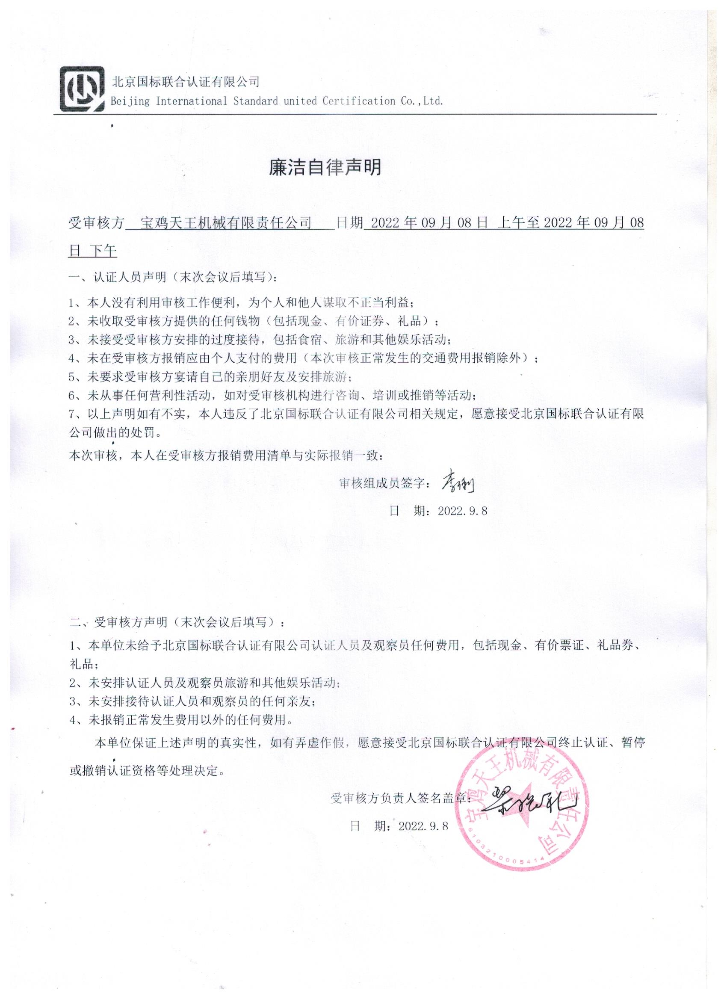 北京国标联合认证有限公司
Beijing International Standard united Certification Co.,Ltd.
廉洁自律声明
受审核方 宝鸡天王机械有限责任公司 日期 2022 年 09 月 08 日 上午至 2022 年 09 月 08
日 下午
一、认证人员声明（末次会议后填写）：
1、本人没有利用审核工作便利，为个人和他人谋取不正当利益；
2、未收取受审核方提供的任何钱物（包括现金、有价证券、礼品）；
3、未接受受审核方安排的过度接待，包括食宿、旅游和其他娱乐活动；
4、未在受审核方报销应由个人支付的费用（本次审核正常发生的交通费用报销除外）；
5、未要求受审核方宴请自己的亲朋好友及安排旅游；
6、未从事任何营利性活动，如对受审核机构进行咨询、培训或推销等活动；
7、以上声明如有不实，本人违反了北京国标联合认证有限公司相关规定，愿意接受北京国标联合认证有限
公司做出的处罚。
本次审核，本人在受审核方报销费用清单与实际报销一致：
审核组成员签字：李俐
日 期：2022.9.8
二、受审核方声明（末次会议后填写）：
1、本单位未给予北京国标联合认证有限公司认证人员及观察员任何费用，包括现金、有价票证、礼品券、
礼品；
2、未安排认证人员及观察员旅游和其他娱乐活动；
3、未安排接待认证人员和观察员的任何亲友；
4、未报销正常发生费用以外的任何费用。
本单位保证上述声明的真实性，如有弄虚作假，愿意接受北京国标联合认证有限公司终止认证、暂停
或撤销认证资格等处理决定。
受审核方负责人签名盖章：
日 期：2022.9.8
宝鸡天王机械有限责任公司
6103210005414